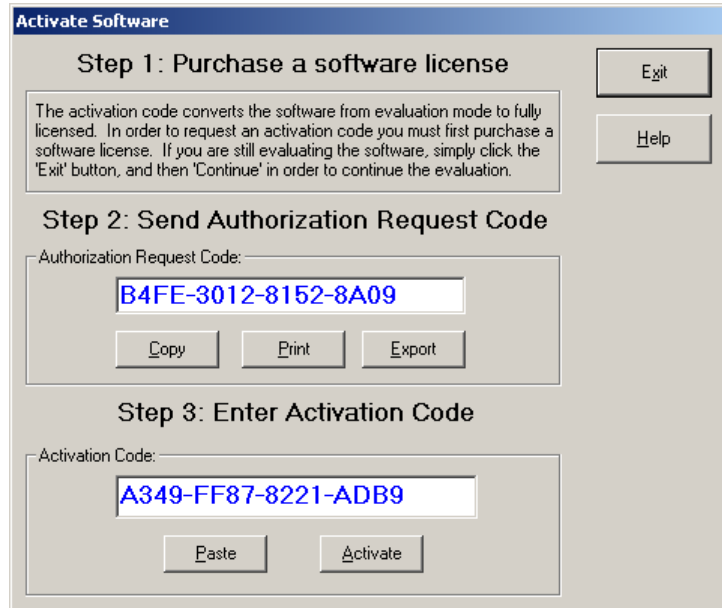 Activate Software
Step 1: Purchase a software license
Exit
The activation code converts the software from evaluation mode to fully
licensed. In order to request an activation code you must first purchase a
software license. If you are still evaluating the software, simply click the
'Exit' button, and then 'Continue' in order to continue the evaluation.
Help
Step 2: Send Authorization Request Code
Authorization Request Code:
B4FE-3012-8152-8A09
Copy Print Export
Step 3: Enter Activation Code
Activation Code:
A349-FF87-8221-ADB9
Paste Activate